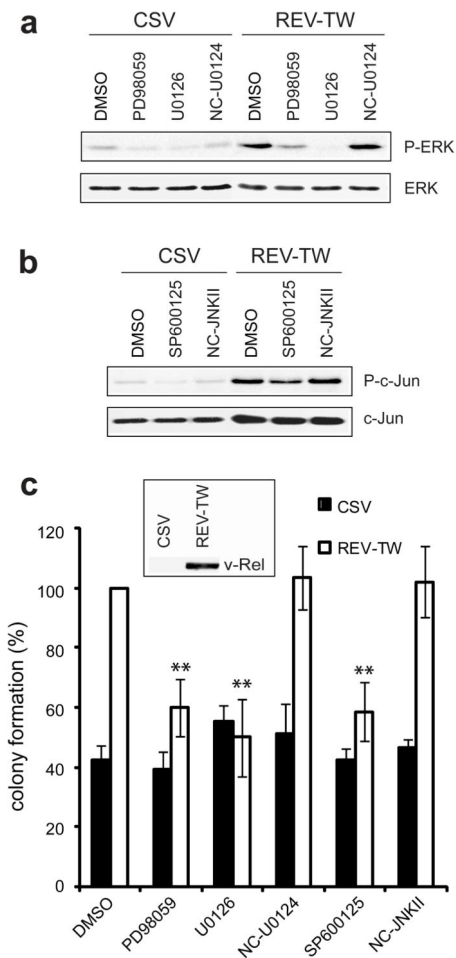 a
CSV REV-TW
DMSO PD98059 U0126 NC-U0124 DMSO PD98059 U0126 NC-U0124
P-ERK
ERK
b
CSV REV-TW
DMSO SP600125 NC-JNKII DMSO SP600125 NC-JNKII
P-c-Jun
c-Jun
c
CSV REV-TW
v-Rel
CSV
REV-TW
colony formation (%)
120
100
80
60
40
20
0
** ** **
DMSO PD98059 U0126 NC-U0124 SP600125 NC-JNKII